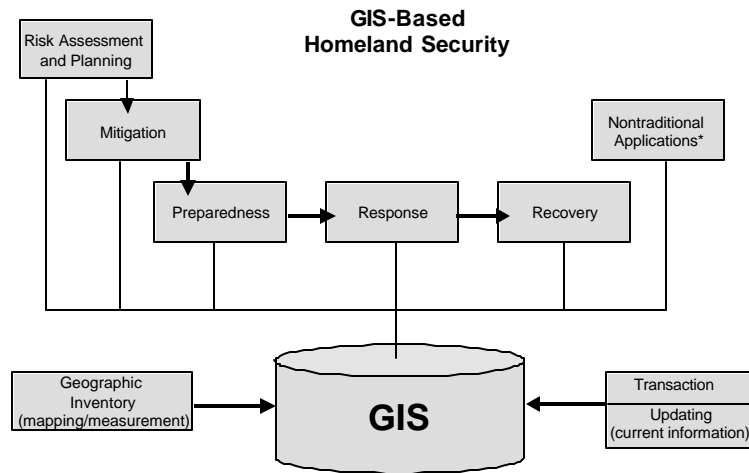 GIS-Based
Homeland Security
Risk Assessment
and Planning
Mitigation
Nontraditional
Applications*
Preparedness
Response
Recovery
Geographic
Inventory
(mapping/measurement)
GIS
Transaction
Updating
(current information)